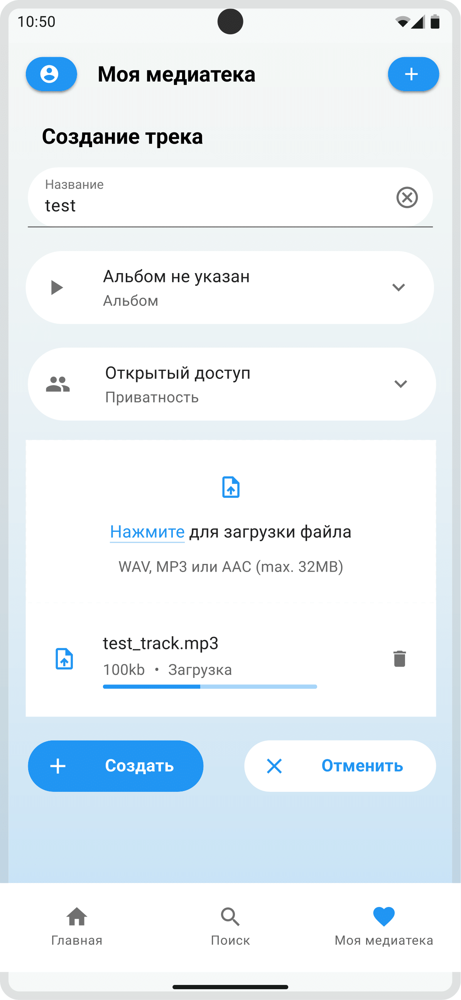 10:50
Моя медиатека
Создание трека
Название
test
Альбом не указан
Альбом
Открытый доступ
Приватность
Нажмите для загрузки файла
WAV, MP3 или AAC (max. 32MB)
test_track.mp3
100kb • Загрузка
Создать
Отменить
Главная
Поиск
Моя медиатека